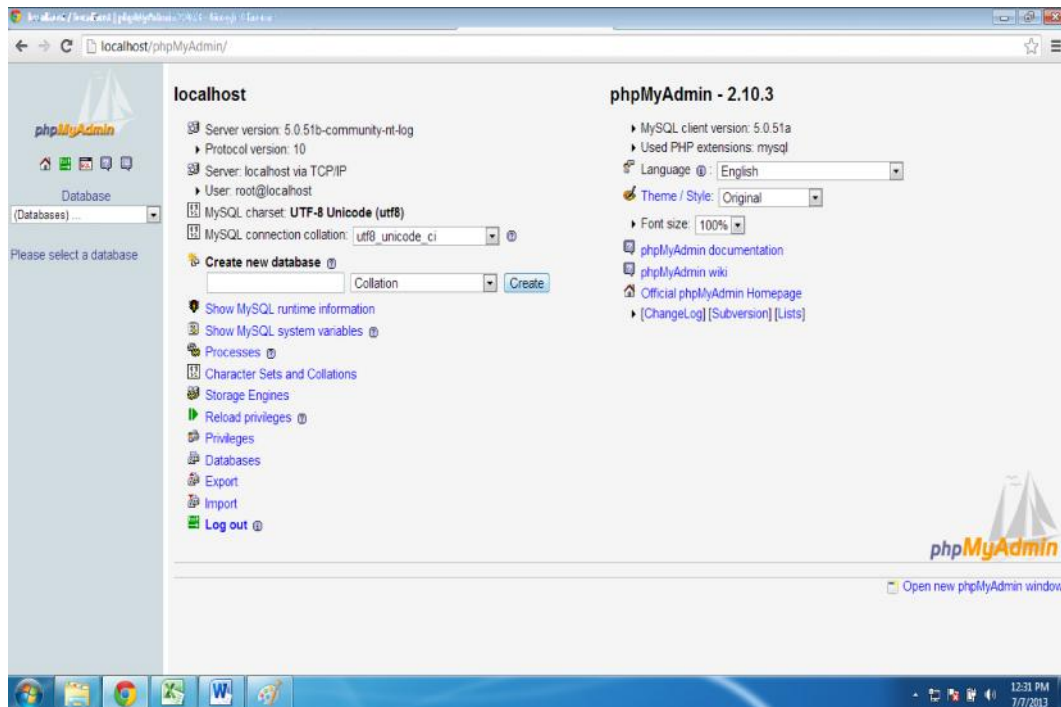 localhost/phpMyAdmin/
phpMyAdmin
Database
(Databases) ...
Please select a database
localhost
Server version: 5.0.51b-community-nt-log
Protocol version: 10
Server: localhost via TCP/IP
User: root@localhost
MySQL charset: UTF-8 Unicode (utf8)
MySQL connection collation: utf8_unicode_ci
Create new database
Collation Create
Show MySQL runtime information
Show MySQL system variables
Processes
Character Sets and Collations
Storage Engines
Reload privileges
Privileges
Databases
Export
Import
Log out
phpMyAdmin - 2.10.3
MySQL client version: 5.0.51a
Used PHP extensions: mysql
Language : English
Theme / Style: Original
Font size: 100%
phpMyAdmin documentation
phpMyAdmin wiki
Official phpMyAdmin Homepage
[ChangeLog] [Subversion] [Lists]
phpMyAdmin
Open new phpMyAdmin window
12:31 PM
7/7/2013